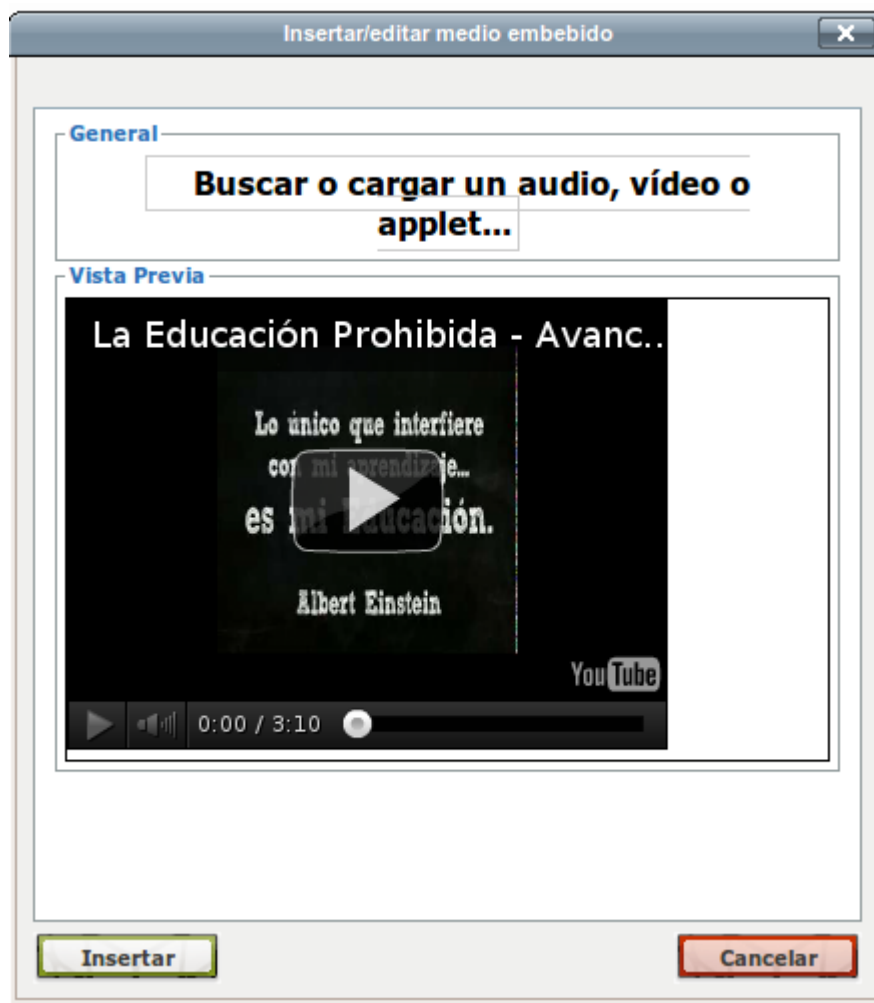 Insertar/editar medio embebido
General
Buscar o cargar un audio, vídeo o
applet...
Vista Previa
La Educación Prohibida - Avanc..
Lo único que interfiere
con mi aprendizaje...
es mi Educación.
Albert Einstein
YouTube
0:00 / 3:10
Insertar
Cancelar